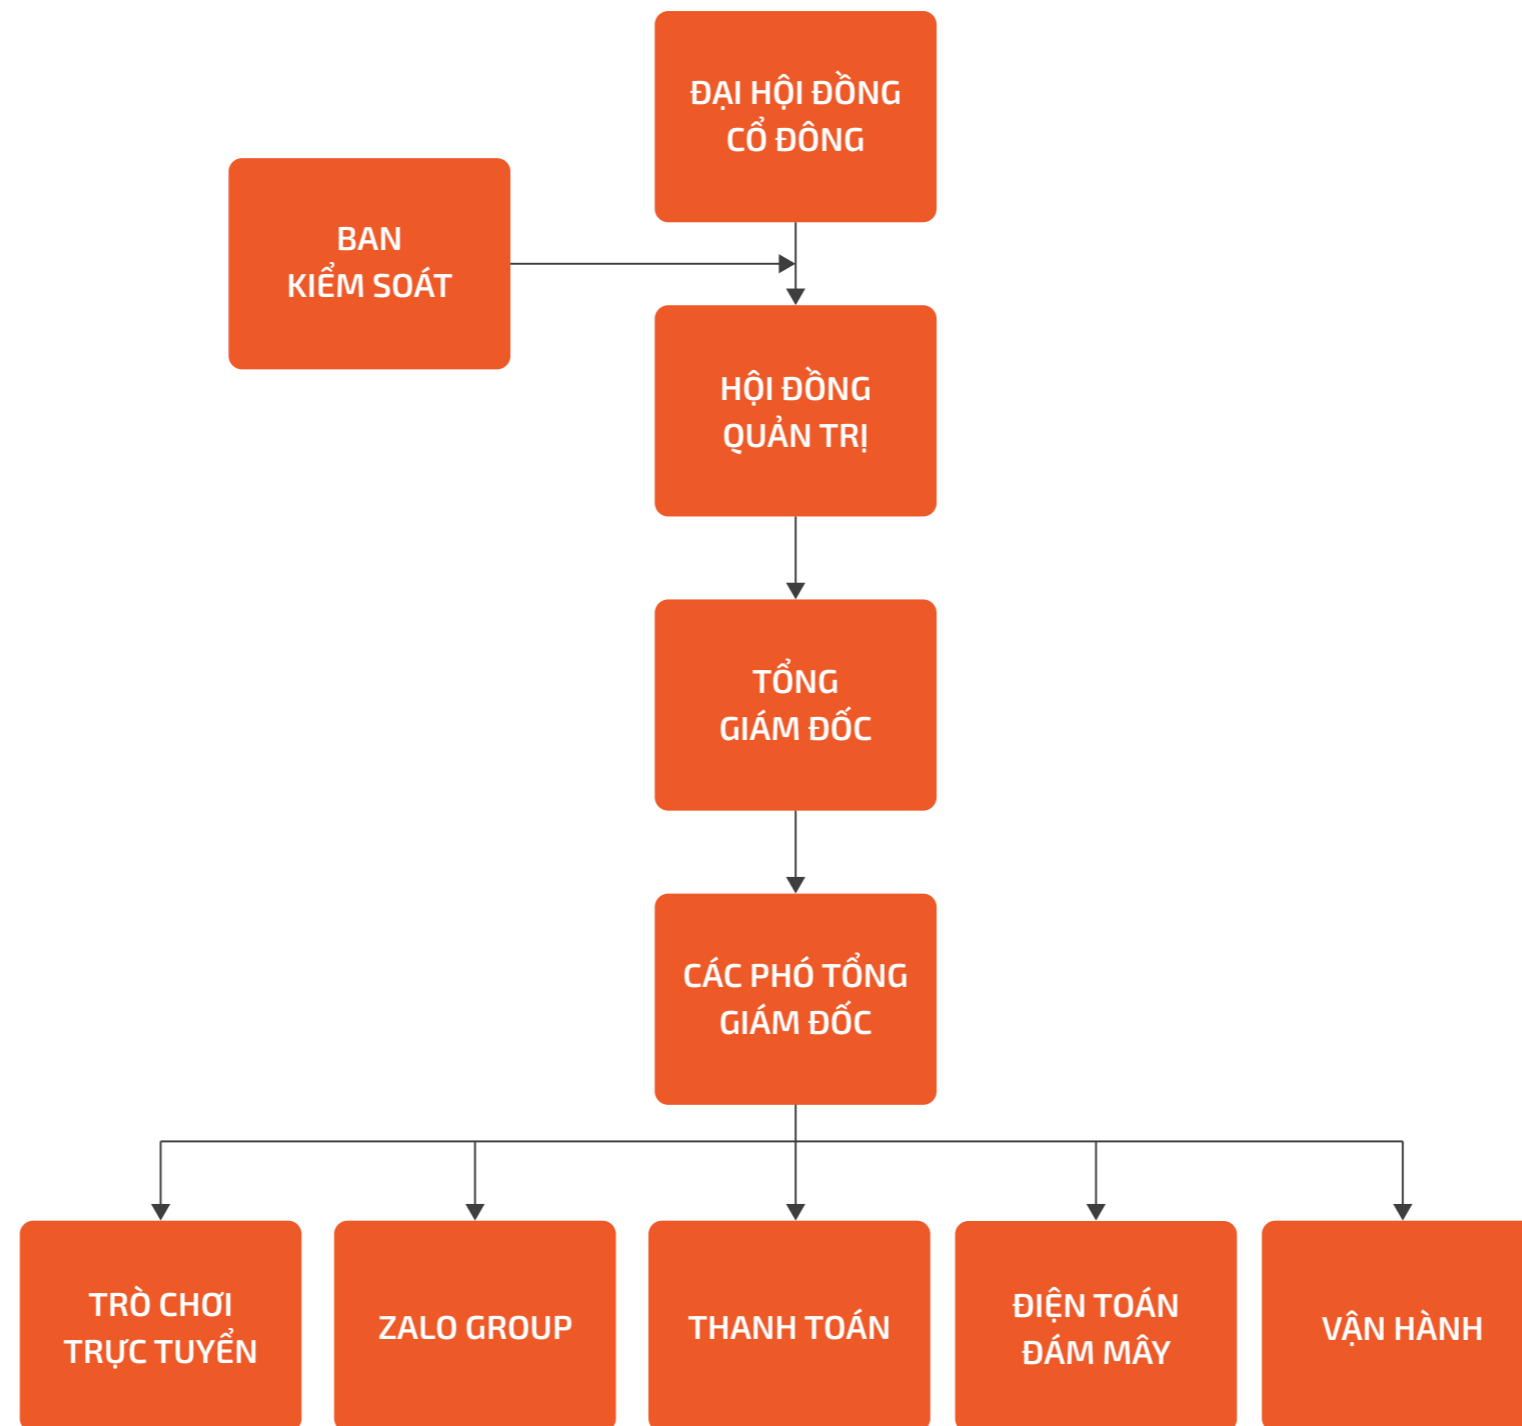 ĐẠI HỘI ĐỒNG
CỔ ĐÔNG
BAN
KIỂM SOÁT
HỘI ĐỒNG
QUẢN TRỊ
TỔNG
GIÁM ĐỐC
CÁC PHÓ TỔNG
GIÁM ĐỐC
TRÒ CHƠI
TRỰC TUYỂN
ZALO GROUP
THANH TOÁN
ĐIỆN TOÁN
ĐÁM MÂY
VẬN HÀNH